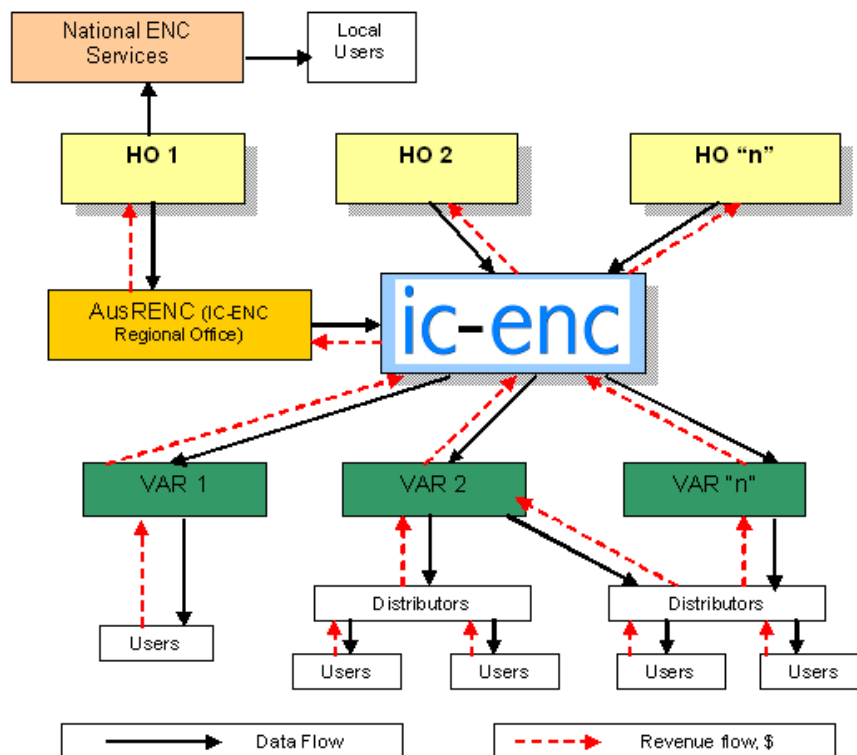 National ENC
Services
Local
Users
HO 1
HO 2
HO “n”
AusRENC (IC-ENC
Regional Office)
ic-enc
VAR 1
VAR 2
VAR "n"
Distributors
Distributors
Users
Users
Users
Users
Users
Data Flow
Revenue flow, $